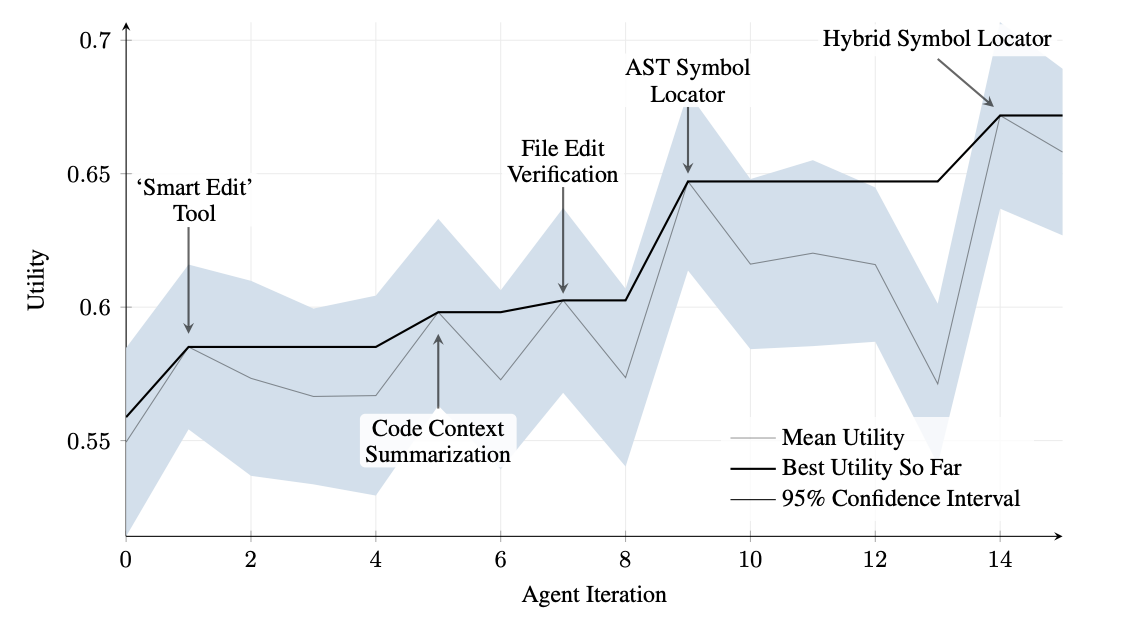 0.7
0.65
0.6
0.55
Utility
Hybrid Symbol Locator
AST Symbol
Locator
File Edit
Verification
‘Smart Edit’
Tool
Code Context
Summarization
Mean Utility
Best Utility So Far
95% Confidence Interval
0 2 4 6 8 10 12 14
Agent Iteration